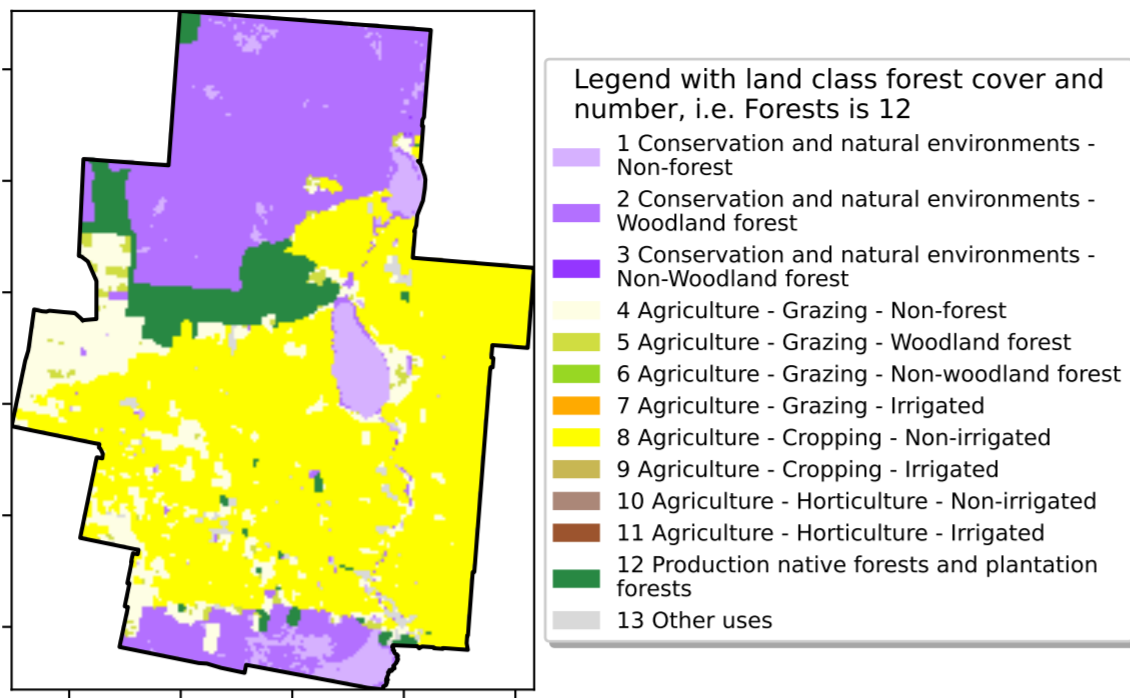 Legend with land class forest cover and
number, i.e. Forests is 12
1 Conservation and natural environments -
Non-forest
2 Conservation and natural environments -
Woodland forest
3 Conservation and natural environments -
Non-Woodland forest
4 Agriculture - Grazing - Non-forest
5 Agriculture - Grazing - Woodland forest
6 Agriculture - Grazing - Non-woodland forest
7 Agriculture - Grazing - Irrigated
8 Agriculture - Cropping - Non-irrigated
9 Agriculture - Cropping - Irrigated
10 Agriculture - Horticulture - Non-irrigated
11 Agriculture - Horticulture - Irrigated
12 Production native forests and plantation
forests
13 Other uses